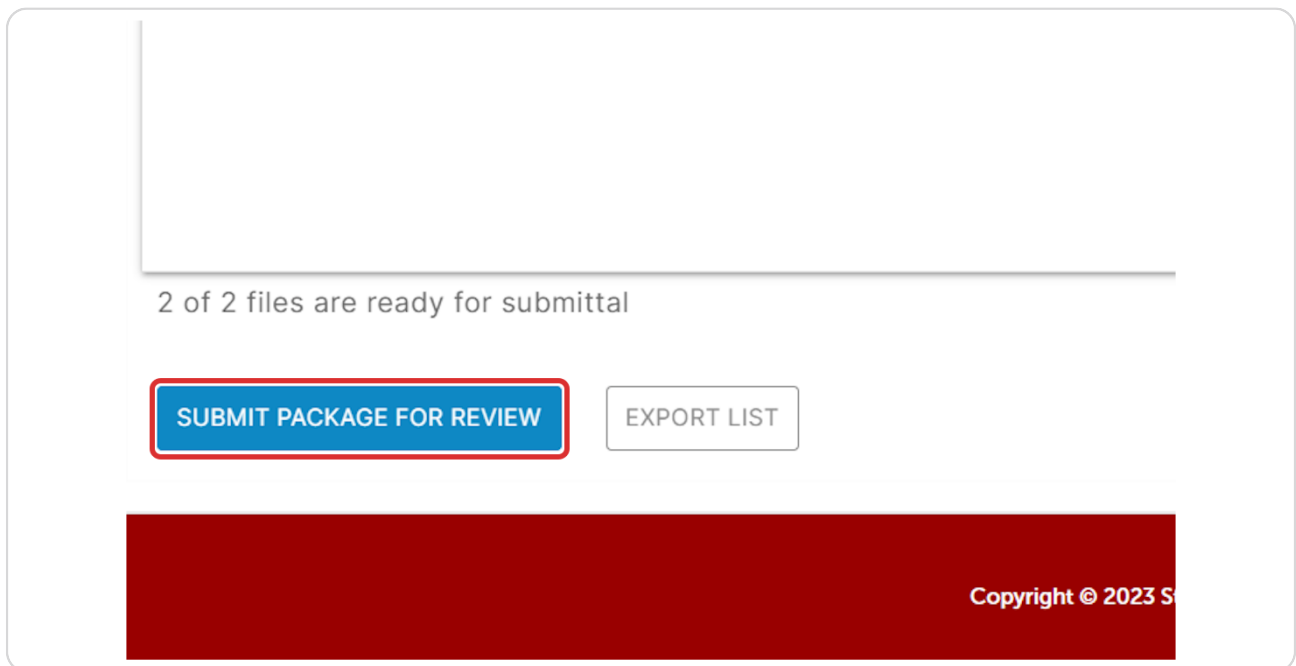 2 of 2 files are ready for submittal
SUBMIT PACKAGE FOR REVIEW
EXPORT LIST
Copyright © 2023